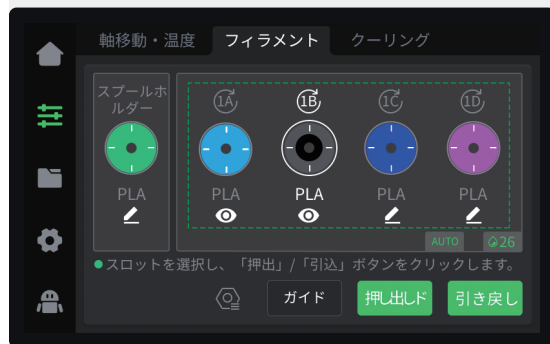 軸移動・温度 フィラメント クーリング
スプールホ
ルダー
1A 1B 1C 1D
PLA PLA PLA PLA PLA
AUTO 26
●スロットを選択し、「押出」/「引込」ボタンをクリックします。
ガイド 押し出しド 引き戻し